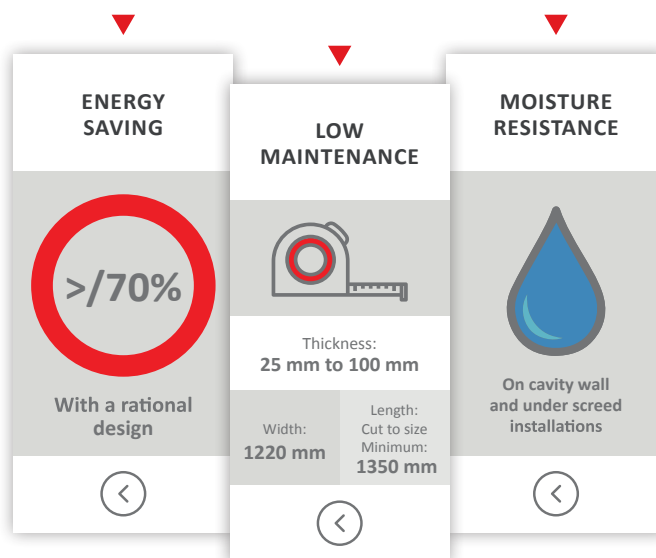 ENERGY
SAVING
>/70%
With a rational
design
LOW
MAINTENANCE
Thickness:
25 mm to 100 mm
Width:
1220 mm
Length:
Cut to size
Minimum:
1350 mm
MOISTURE
RESISTANCE
On cavity wall
and under screed
installations